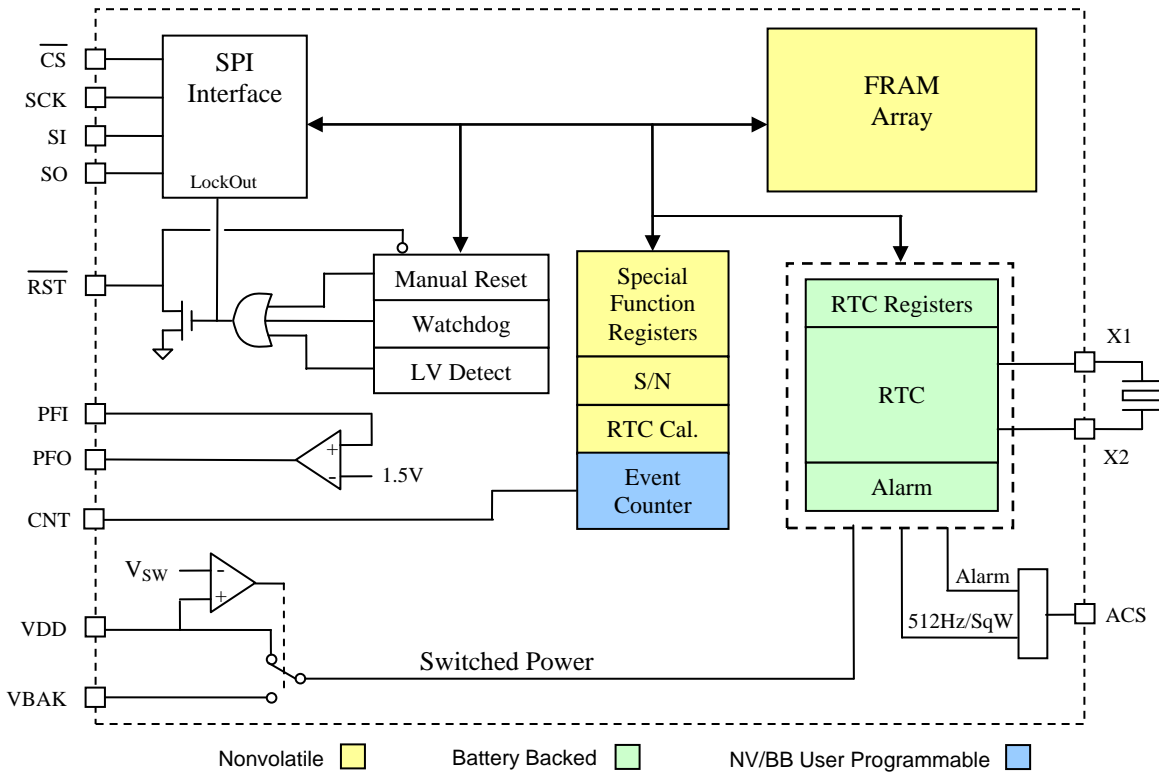 CS
SCK
SI
SO
SPI
Interface
LockOut
FRAM
Array
RST
Manual Reset
Watchdog
LV Detect
Special
Function
Registers
S/N
RTC Cal.
Event
Counter
RTC Registers
RTC
Alarm
X1
X2
PFI
PFO
+
-
1.5V
CNT
VSW
-
+
VDD
VBAK
Switched Power
Alarm
512Hz/SqW
ACS
Nonvolatile
Battery Backed
NV/BB User Programmable